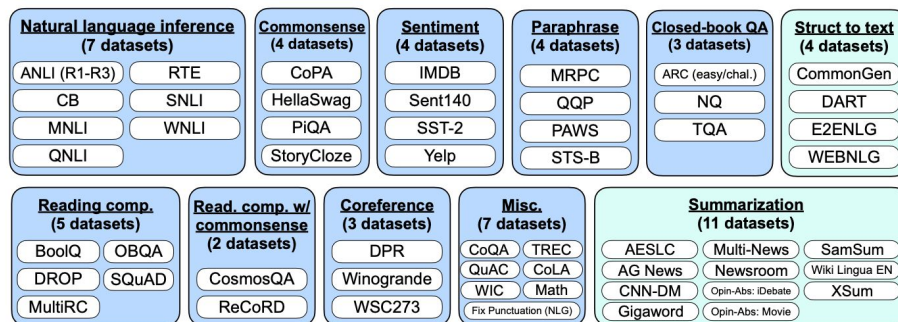 Natural language inference
(7 datasets)
ANLI (R1-R3)
RTE
CB
SNLI
MNLI
WNLI
QNLI
Commonsense
(4 datasets)
CoPA
HellaSwag
PiQA
StoryCloze
Sentiment
(4 datasets)
IMDB
Sent140
SST-2
Yelp
Paraphrase
(4 datasets)
MRPC
QQP
PAWS
STS-B
Closed-book QA
(3 datasets)
ARC (easy/chal.)
NQ
TQA
Struct to text
(4 datasets)
CommonGen
DART
E2ENLG
WEBNLG
Reading comp.
(5 datasets)
BoolQ
OBQA
DROP
SQuAD
MultiRC
Read. comp. w/
commonsense
(2 datasets)
CosmosQA
ReCoRD
Coreference
(3 datasets)
DPR
Winogrande
WSC273
Misc.
(7 datasets)
CoQA
TREC
QuAC
CoLA
WIC
Math
Fix Punctuation (NLG)
Summarization
(11 datasets)
AESLC
Multi-News
SamSum
AG News
Newsroom
Wiki Lingua EN
CNN-DM
Opin-Abs: iDebate
XSum
Gigaword
Opin-Abs: Movie